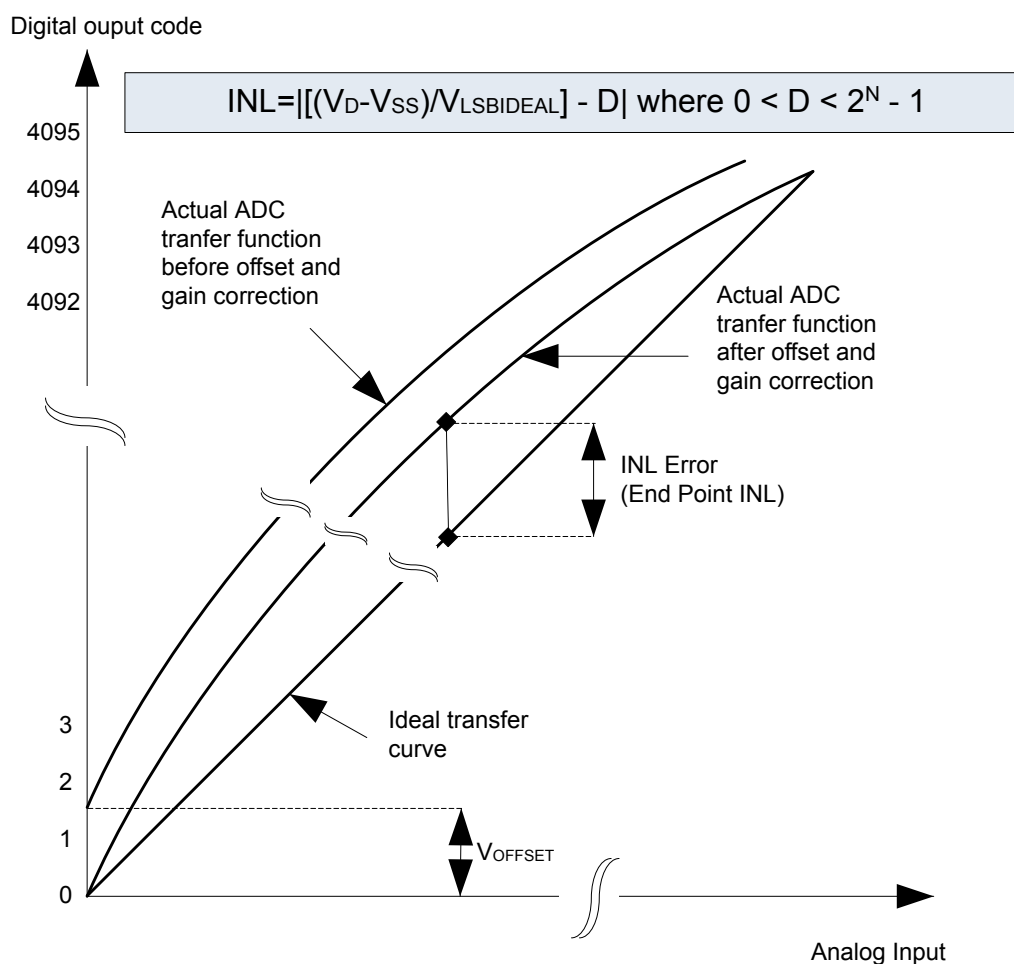 Digital ouput code
INL=|[(VD-VSS)/VLSBIDEAL] - D| where 0 < D < 2^N - 1
4095
4094
4093
4092
Actual ADC
tranfer function
before offset and
gain correction
Actual ADC
tranfer function
after offset and
gain correction
INL Error
(End Point INL)
Ideal transfer
curve
3
2
1
0
VOFFSET
Analog Input